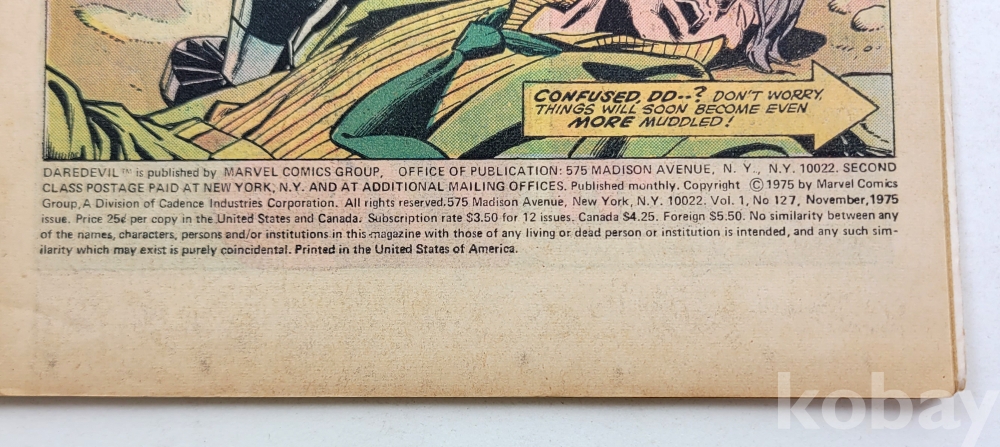 CONFUSED, DD--? DON'T WORRY,
THINGS WILL SOON BECOME EVEN
MORE MUDDLED!
DAREDEVIL™ is published by MARVEL COMICS GROUP, OFFICE OF PUBLICATION: 575 MADISON AVENUE, N. Y., N.Y. 10022. SECOND
CLASS POSTAGE PAID AT NEW YORK, N.Y. AND AT ADDITIONAL MAILING OFFICES. Published monthly. Copyright ©1975 by Marvel Comics
Group, A Division of Cadence Industries Corporation. All rights reserved. 575 Madison Avenue, New York, N.Y. 10022. Vol. 1, No 127, November, 1975
issue. Price 25¢ per copy in the United States and Canada. Subscription rate $3.50 for 12 issues. Canada $4.25. Foreign $5.50. No similarity between any
of the names, characters, persons and/or institutions in this magazine with those of any living or dead person or institution is intended, and any such sim-
ilarity which may exist is purely coincidental. Printed in the United States of America.
kobay